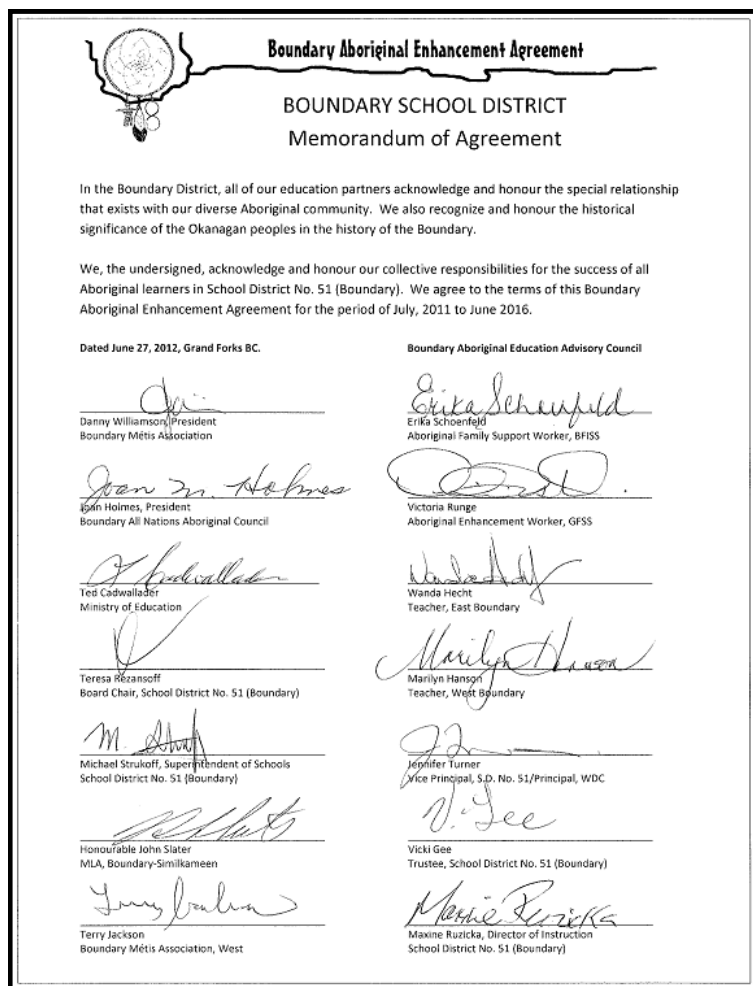 Boundary Aboriginal Enhancement Agreement
BOUNDARY SCHOOL DISTRICT
Memorandum of Agreement
In the Boundary District, all of our education partners acknowledge and honour the special relationship
that exists with our diverse Aboriginal community. We also recognize and honour the historical
significance of the Okanagan peoples in the history of the Boundary.
We, the undersigned, acknowledge and honour our collective responsibilities for the success of all
Aboriginal learners in School District No. 51 (Boundary). We agree to the terms of this Boundary
Aboriginal Enhancement Agreement for the period of July, 2011 to June 2016.
Dated June 27, 2012, Grand Forks BC.
Danny Williamson, President
Boundary Métis Association
Joan M. Holmes
Joan Holmes, President
Boundary All Nations Aboriginal Council
T Cadwallader
Ted Cadwallader
Ministry of Education
Teresa Rezansoff
Board Chair, School District No. 51 (Boundary)
M.
Michael Strukoff, Superintendent of Schools
School District No. 51 (Boundary)
Honourable John Slater
MLA, Boundary-Similkameen
Terry Jackson
Boundary Métis Association, West
Boundary Aboriginal Education Advisory Council
Erika Schoenfeld
Erika Schoenfeld
Aboriginal Family Support Worker, BFISS
Victoria Runge
Aboriginal Enhancement Worker, GFSS
Wanda Hecht
Teacher, East Boundary
Marilyn Hanson
Marilyn Hanson
Teacher, West Boundary
Jennifer Turner
Vice Principal, S.D. No. 51/Principal, WDC
V. Gee
Vicki Gee
Trustee, School District No. 51 (Boundary)
Maxine Ruzicka
Maxine Ruzicka, Director of Instruction
School District No. 51 (Boundary)